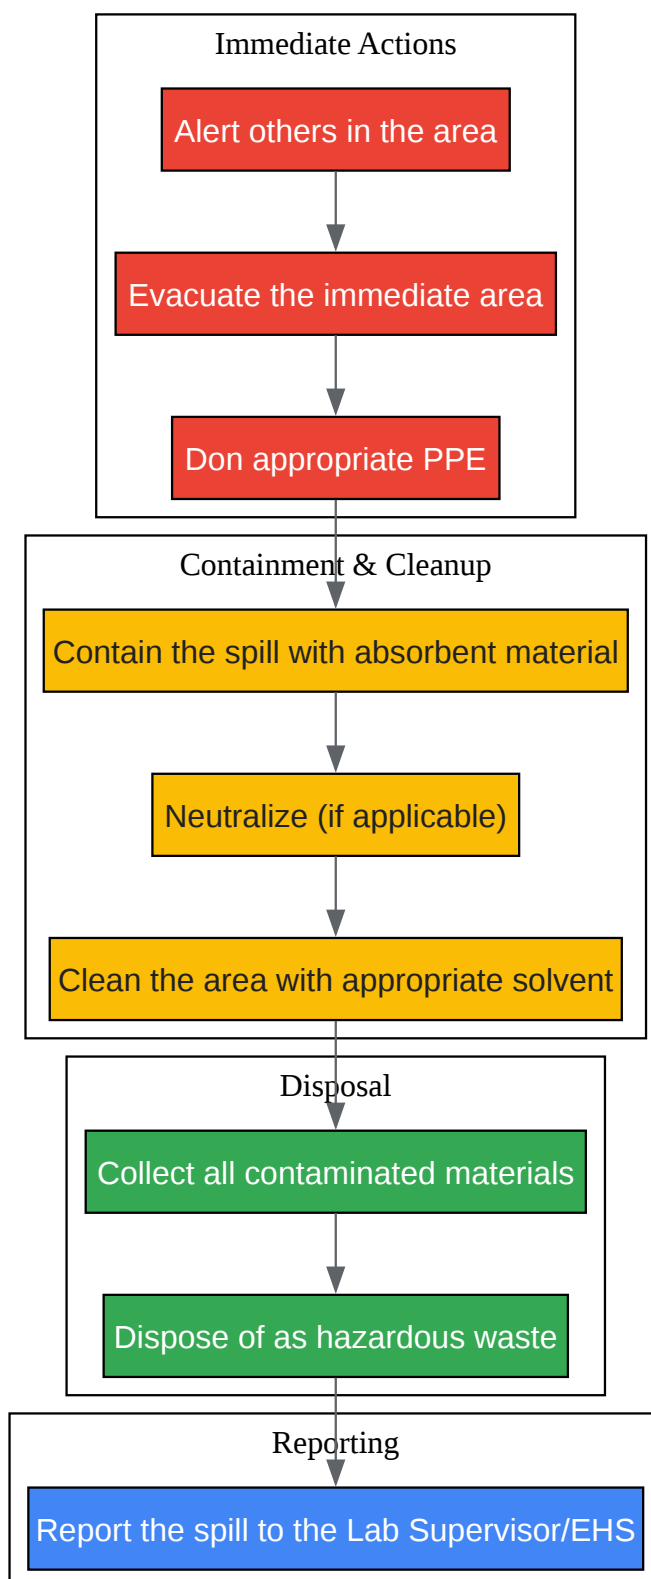 Immediate Actions
Alert others in the area
Evacuate the immediate area
Don appropriate PPE
Containment & Cleanup
Contain the spill with absorbent material
Neutralize (if applicable)
Clean the area with appropriate solvent
Disposal
Collect all contaminated materials
Dispose of as hazardous waste
Reporting
Report the spill to the Lab Supervisor/EHS